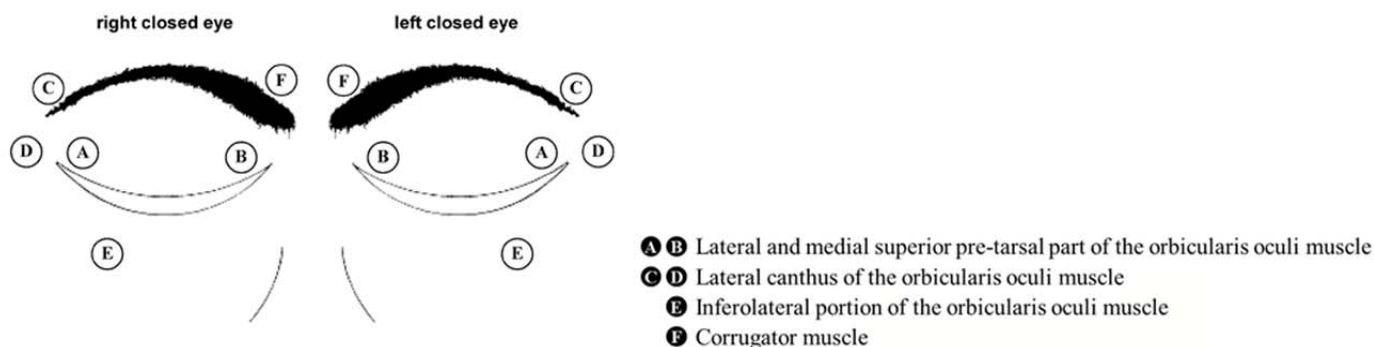 right closed eye left closed eye
F F
C C
D A B B A D
E E
A B Lateral and medial superior pre-tarsal part of the orbicularis oculi muscle
C D Lateral canthus of the orbicularis oculi muscle
E Inferolateral portion of the orbicularis oculi muscle
F Corrugator muscle